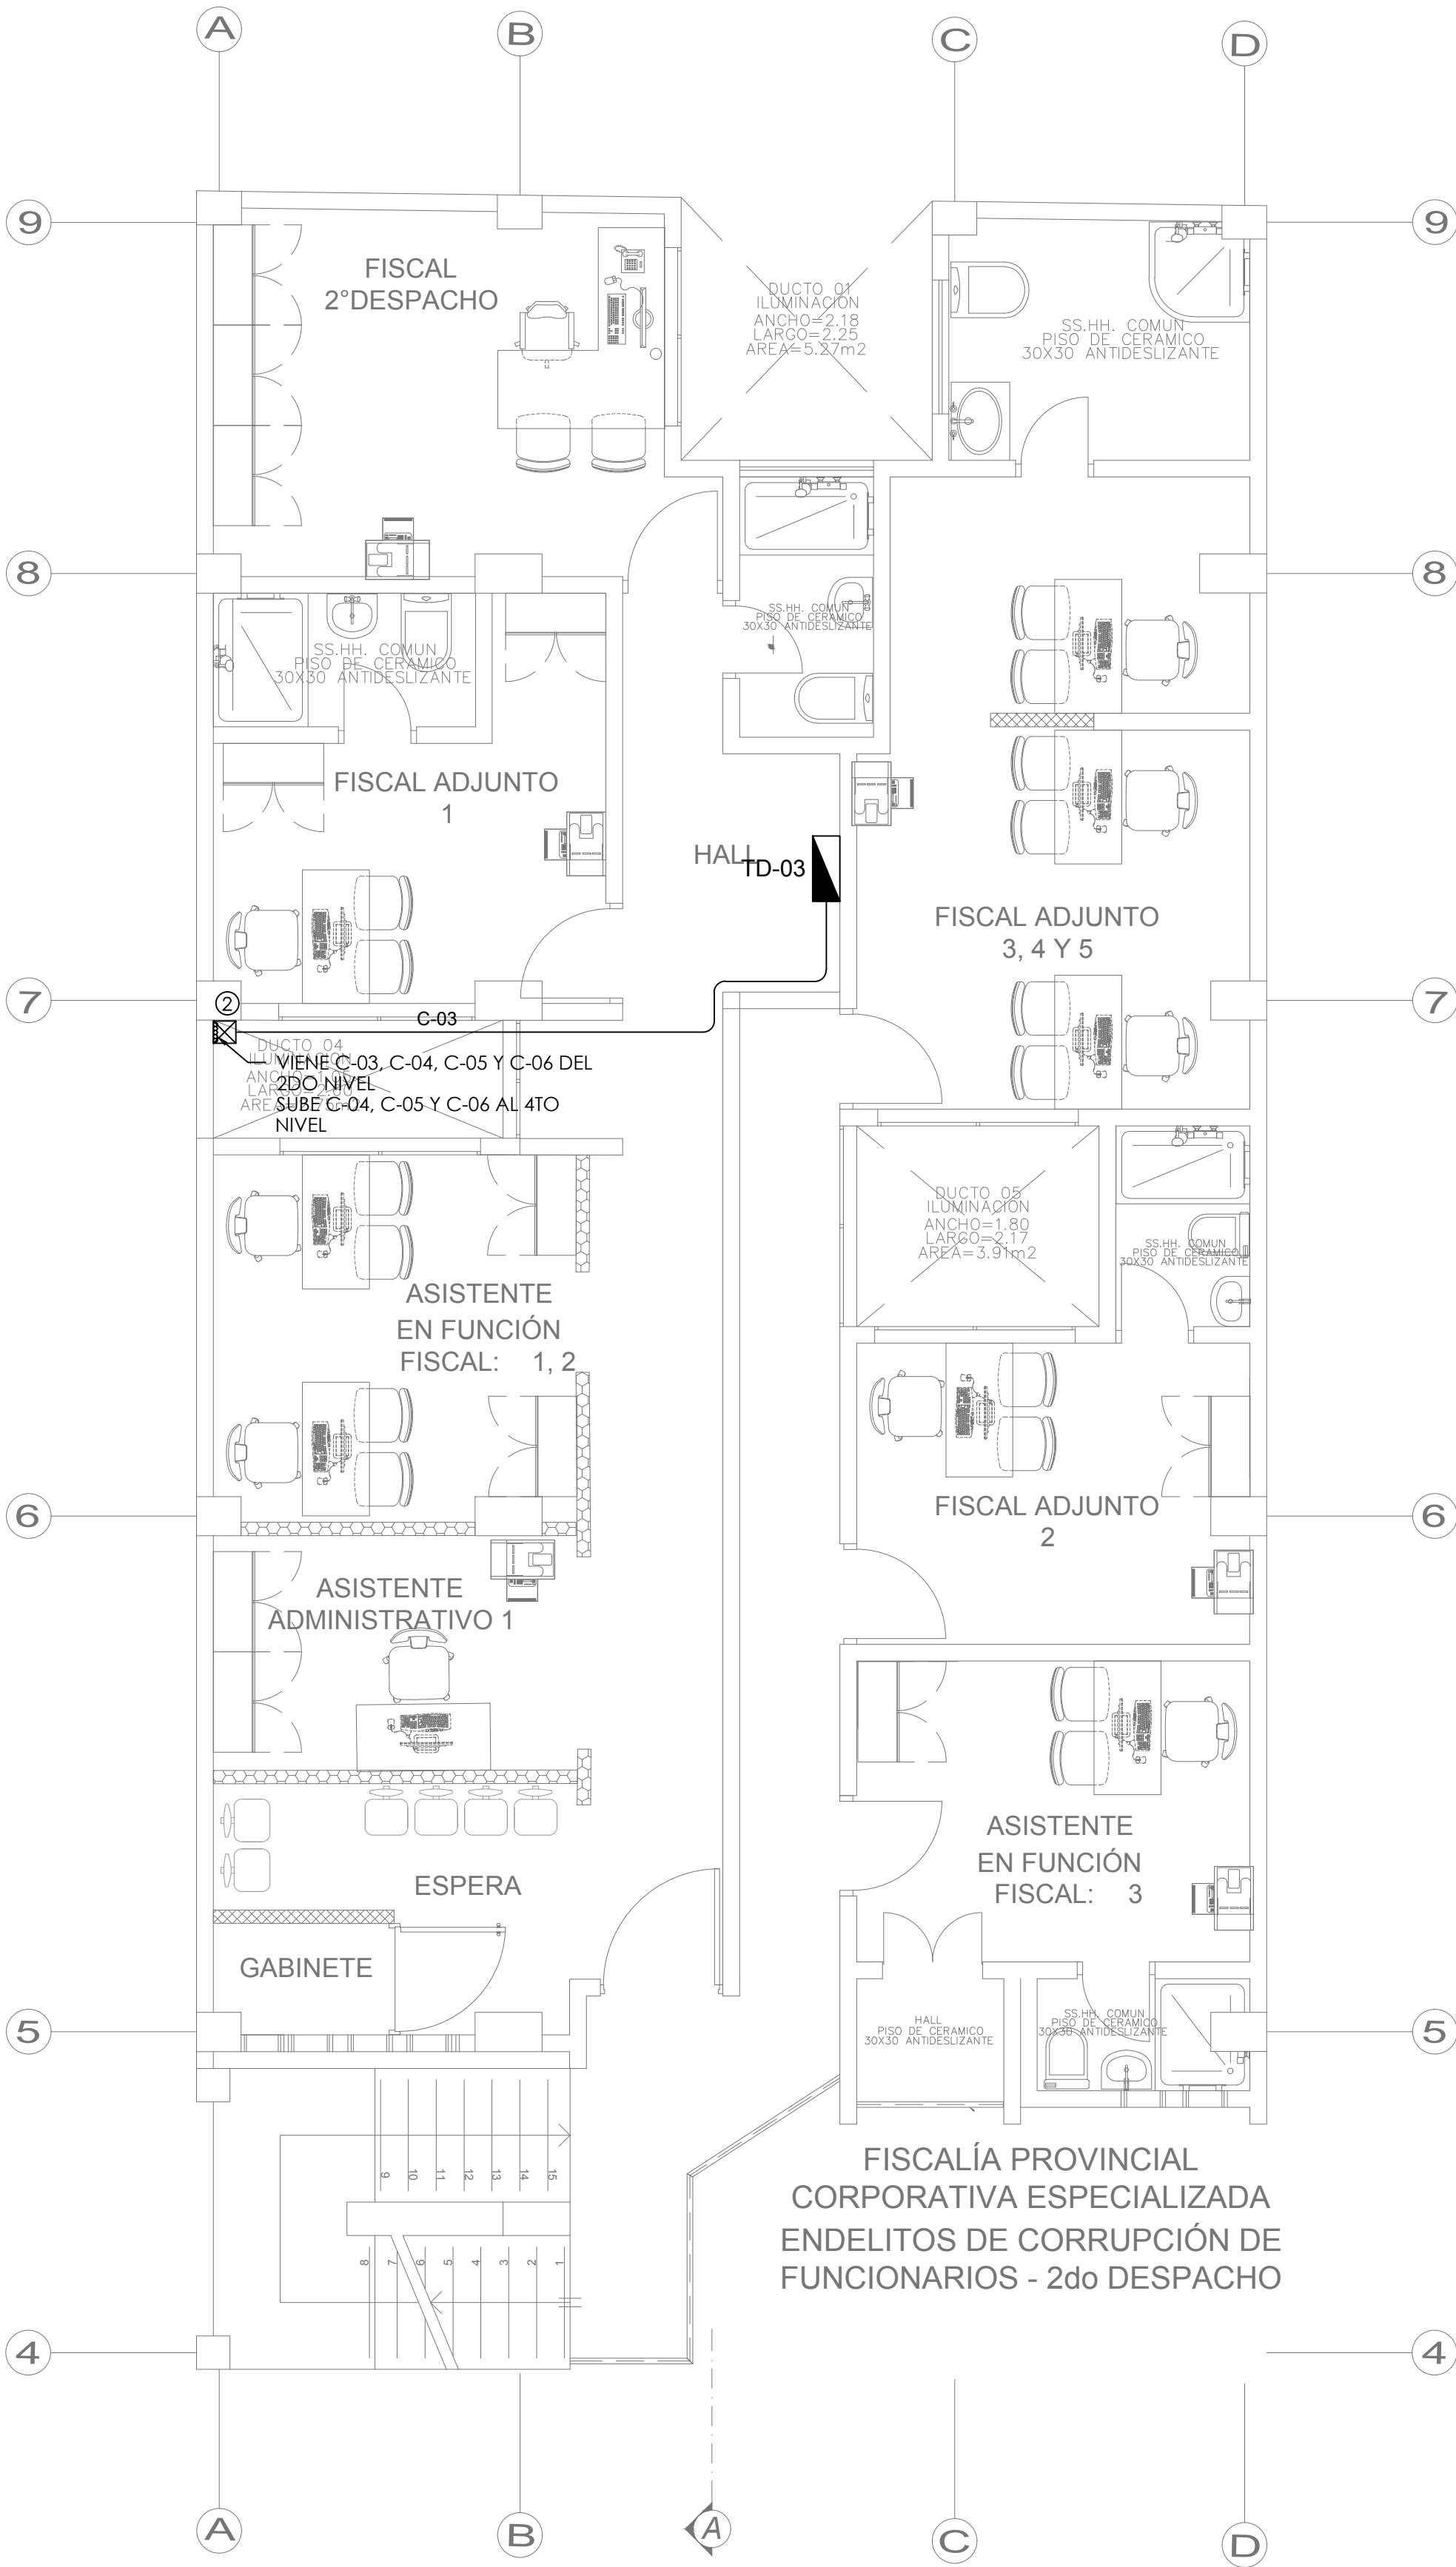 A
B
C
D
9
9
FISCAL
2°DESPACHO
DUCTO 01
ILUMINACION
ANCHO=2.18
LARGO=2.25
AREA=5.27m2
SS.HH. COMUN
PISO DE CERAMICO
30X30 ANTIDESLIZANTE
8
8
SS.HH. COMUN
PISO DE CERAMICO
30X30 ANTIDESLIZANTE
SS.HH. COMUN
PISO DE CERAMICO
30X30 ANTIDESLIZANTE
FISCAL ADJUNTO
1
HALL
TD-03
FISCAL ADJUNTO
3, 4 Y 5
7
7
2
C-03
DUCTO 04
ILUMINACION
VIENE C-03, C-04, C-05 Y C-06 DEL
2DO NIVEL
SUBE C-04, C-05 Y C-06 AL 4TO
NIVEL
DUCTO 05
ILUMINACION
ANCHO=1.80
LARGO=2.17
AREA=3.91m2
SS.HH. COMUN
PISO DE CERAMICO
30X30 ANTIDESLIZANTE
ASISTENTE
EN FUNCIÓN
FISCAL: 1, 2
6
6
FISCAL ADJUNTO
2
ASISTENTE
ADMINISTRATIVO 1
ASISTENTE
EN FUNCIÓN
FISCAL: 3
ESPERA
GABINETE
5
5
HALL
PISO DE CERAMICO
30X30 ANTIDESLIZANTE
SS.HH. COMUN
PISO DE CERAMICO
30X30 ANTIDESLIZANTE
9 10 11 12 13 14 15
8 7 6 5 4 3 2 1
FISCALÍA PROVINCIAL
CORPORATIVA ESPECIALIZADA
ENDELITOS DE CORRUPCIÓN DE
FUNCIONARIOS - 2do DESPACHO
4
4
A
B
A
C
D